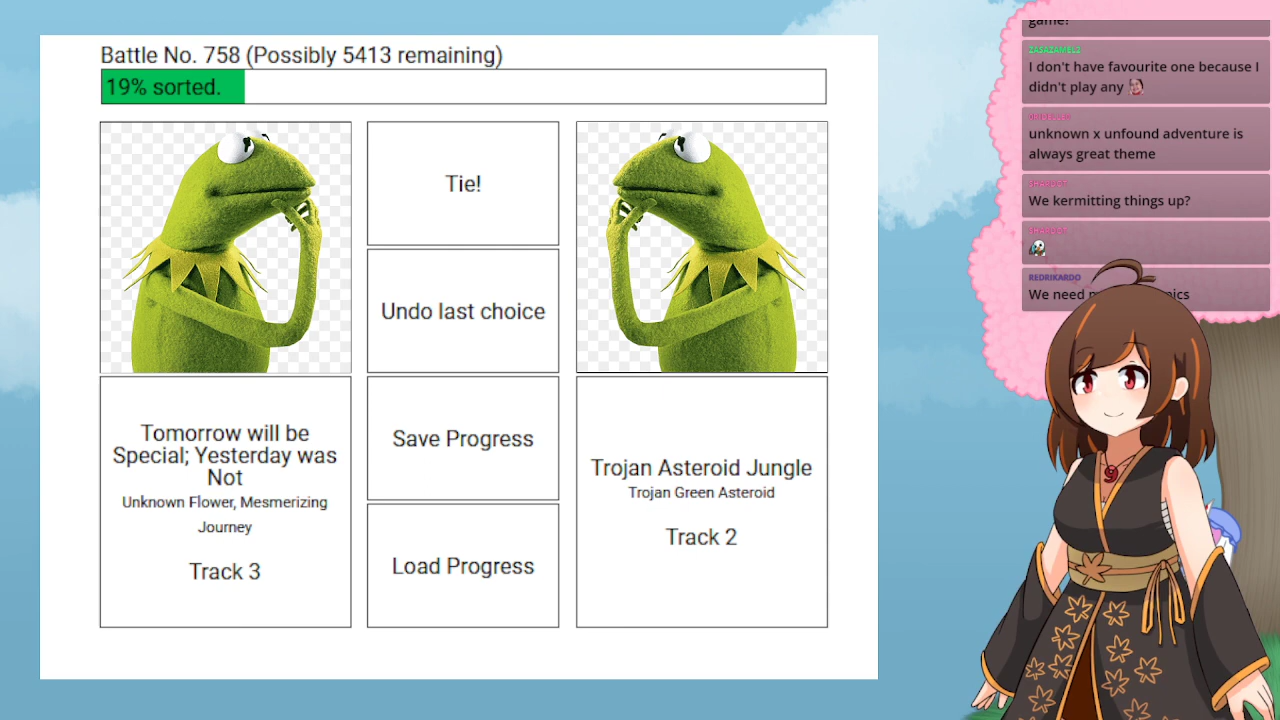 Battle No. 758 (Possibly 5413 remaining)
19% sorted.
Tie!
Undo last choice
Save Progress
Load Progress
Tomorrow will be
Special; Yesterday was
Not
Unknown Flower, Mesmerizing
Journey
Track 3
Trojan Asteroid Jungle
Trojan Green Asteroid
Track 2
game!
I don't have favourite one because I
didn't play any
unknown x unfound adventure is
always great theme
We kermitting things up?
REDRIKARDO
We need
9